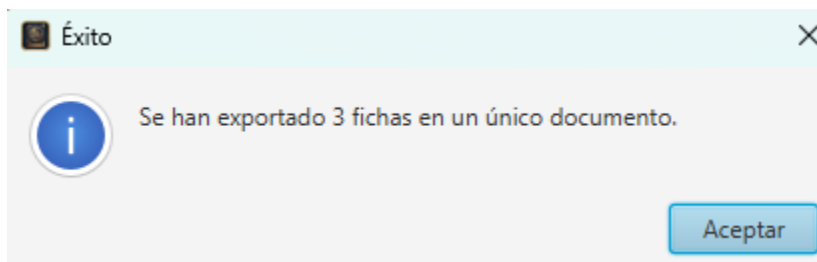 Éxito
Se han exportado 3 fichas en un único documento.
Aceptar